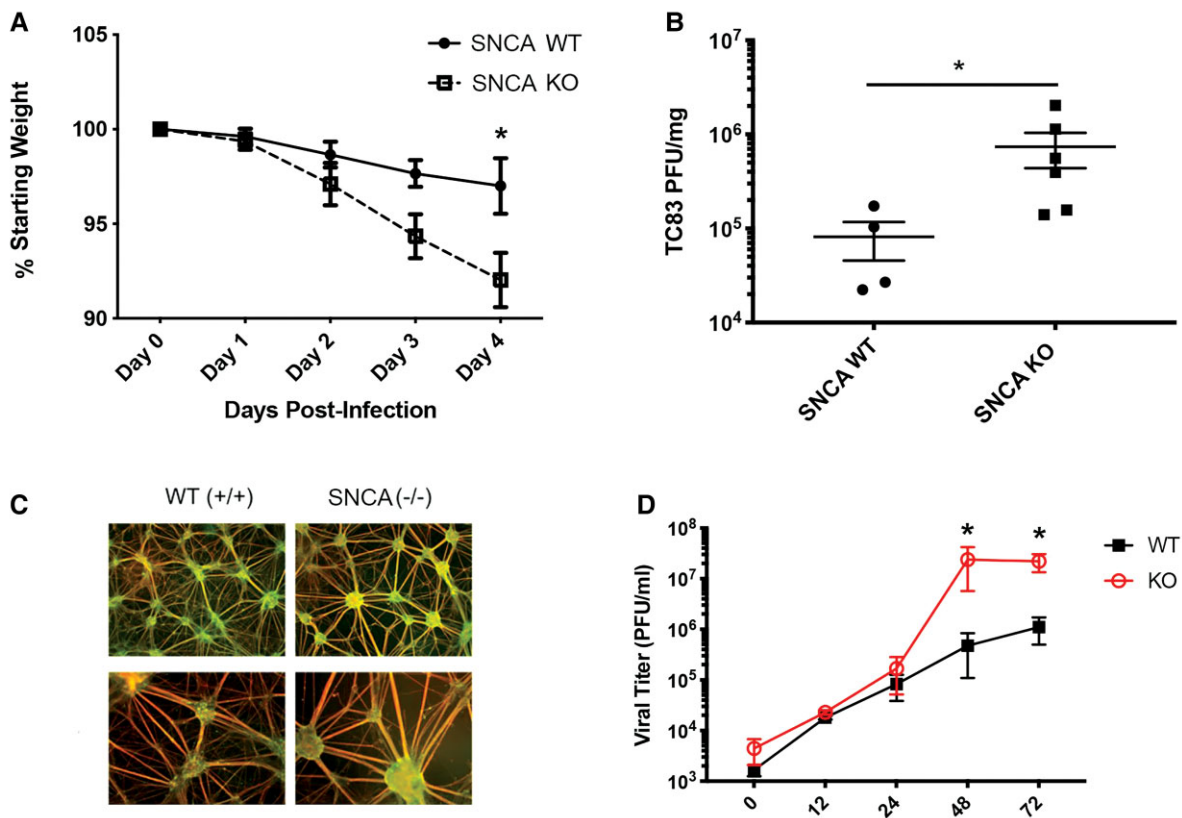 A
SNCA WT
SNCA KO
% Starting Weight
105
100
95
90
*
Day 0
Day 1
Day 2
Day 3
Day 4
Days Post-Infection
B
TC83 PFU/mg
10⁷
10⁶
10⁵
10⁴
*
SNCA WT
SNCA KO
C
WT (+/+)
SNCA (-/-)
D
Viral Titer (PFU/ml)
10⁸
10⁷
10⁶
10⁵
10⁴
10³
*
*
WT
KO
0
12
24
48
72